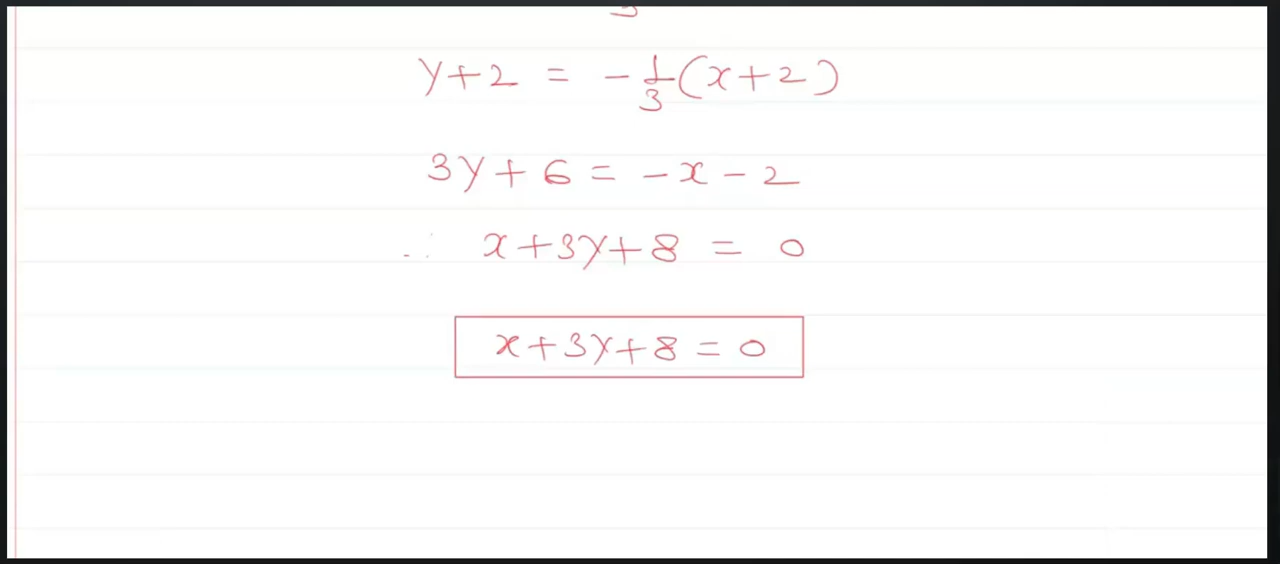 y+2 = -1/3(x+2)
3y+6 = -x-2
∴ x+3y+8 = 0
x+3y+8 = 0